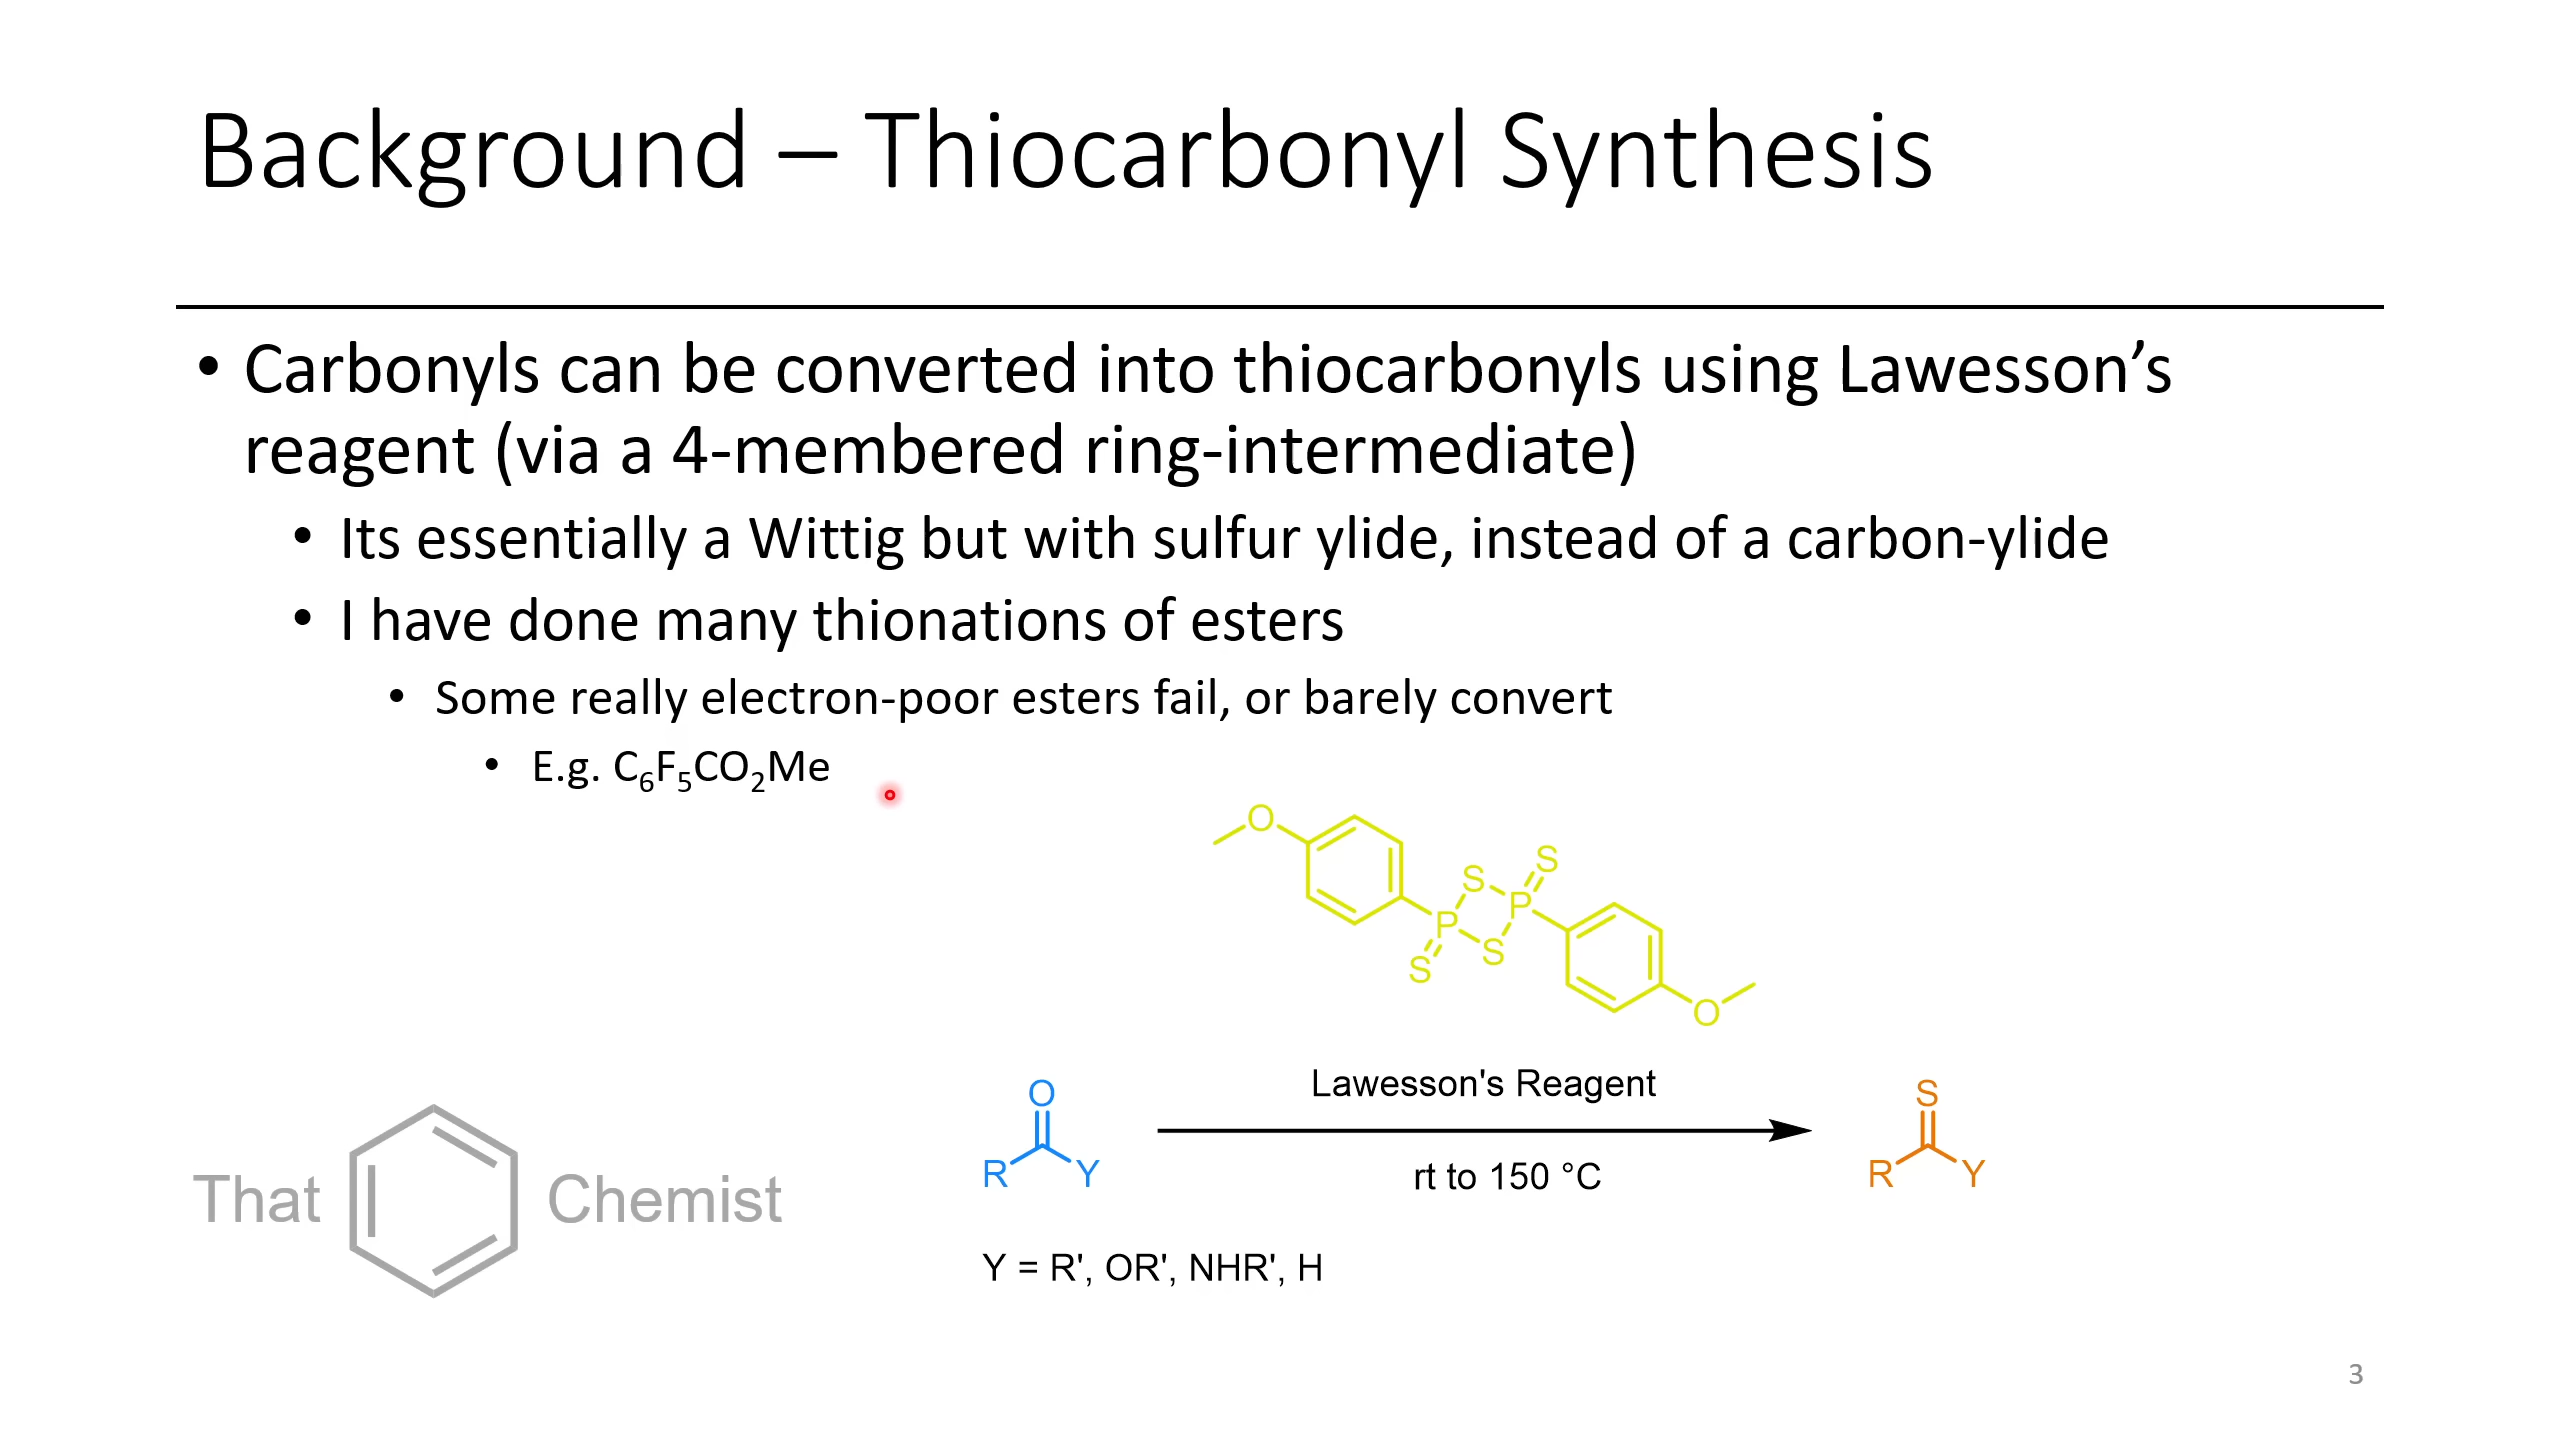 Background – Thiocarbonyl Synthesis
• Carbonyls can be converted into thiocarbonyls using Lawesson’s
reagent (via a 4-membered ring-intermediate)
• Its essentially a Wittig but with sulfur ylide, instead of a carbon-ylide
• I have done many thionations of esters
• Some really electron-poor esters fail, or barely convert
• E.g. C₆F₅CO₂Me
O
S
S
P
P
S
S
O
Lawesson's Reagent
O
R
Y
rt to 150 °C
S
R
Y
Y = R', OR', NHR', H
That Chemist
3